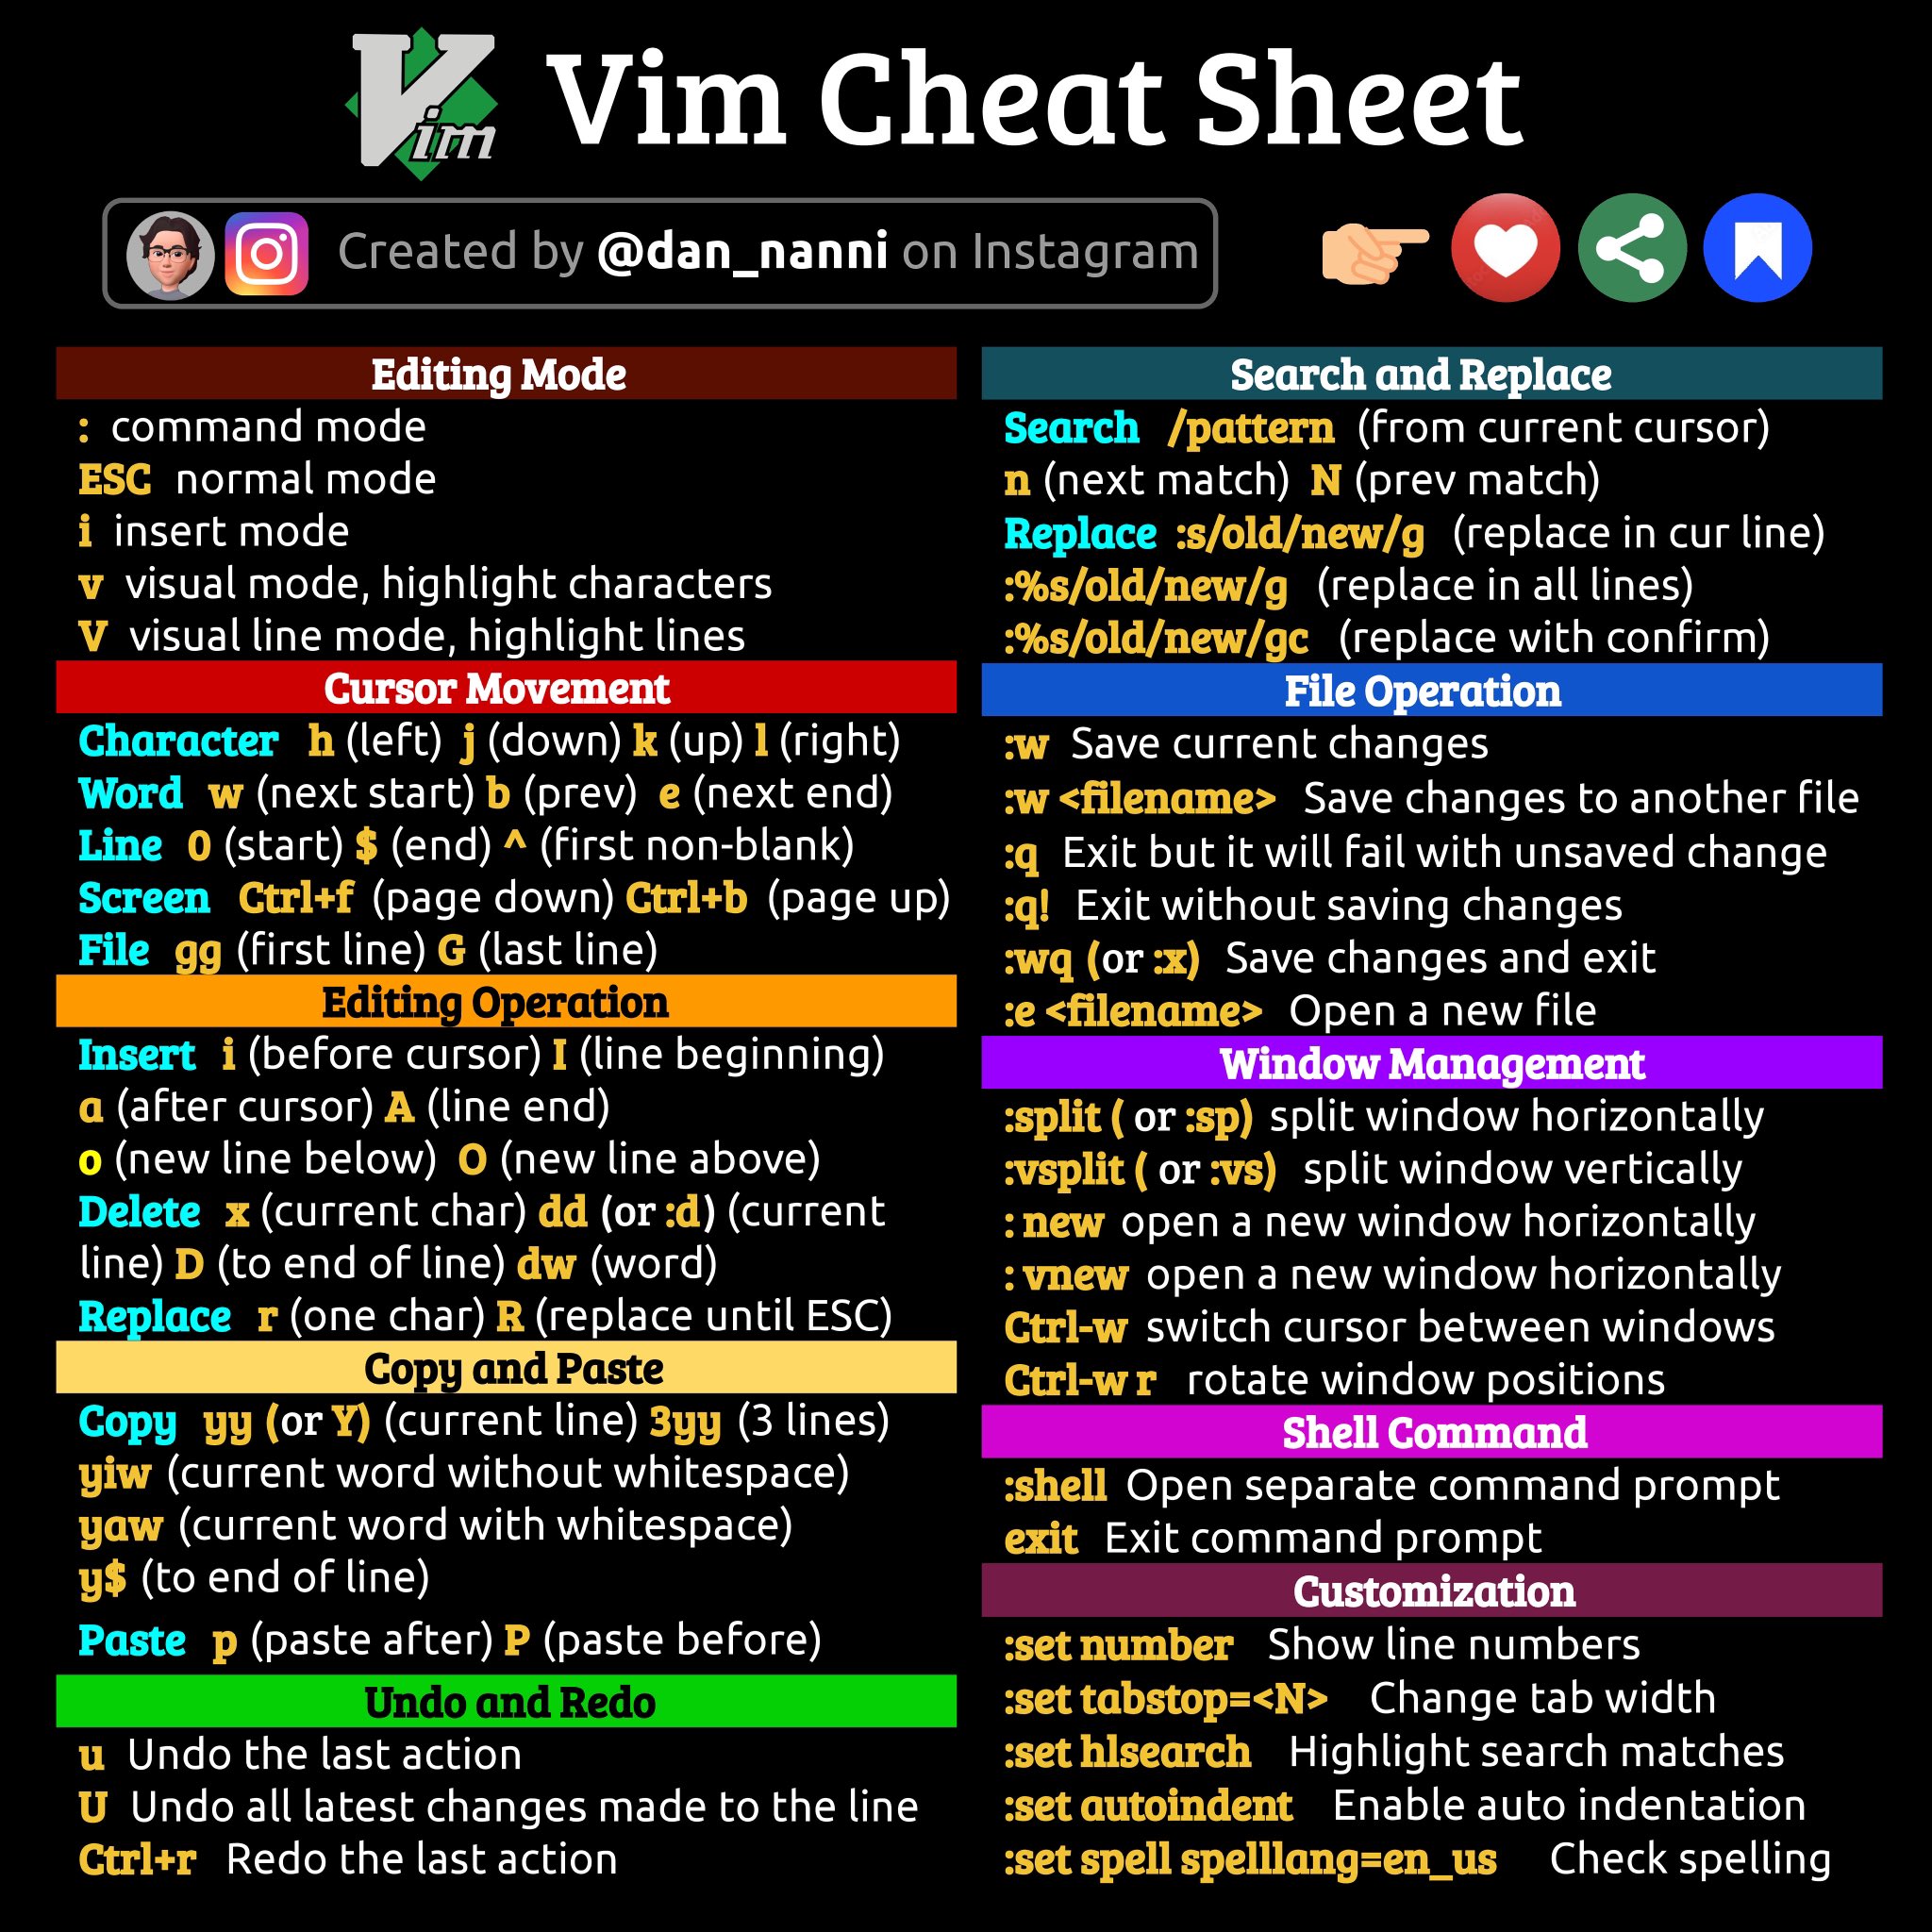 Vim
Vim Cheat Sheet
Created by @dan_nanni on Instagram
Editing Mode
: command mode
ESC normal mode
i insert mode
v visual mode, highlight characters
V visual line mode, highlight lines
Cursor Movement
Character h (left) j (down) k (up) l (right)
Word w (next start) b (prev) e (next end)
Line 0 (start) $ (end) ^ (first non-blank)
Screen Ctrl+f (page down) Ctrl+b (page up)
File gg (first line) G (last line)
Editing Operation
Insert i (before cursor) I (line beginning)
a (after cursor) A (line end)
o (new line below) O (new line above)
Delete x (current char) dd (or :d) (current
line) D (to end of line) dw (word)
Replace r (one char) R (replace until ESC)
Copy and Paste
Copy yy (or Y) (current line) 3yy (3 lines)
yiw (current word without whitespace)
yaw (current word with whitespace)
y$ (to end of line)
Paste p (paste after) P (paste before)
Undo and Redo
u Undo the last action
U Undo all latest changes made to the line
Ctrl+r Redo the last action
Search and Replace
Search /pattern (from current cursor)
n (next match) N (prev match)
Replace :s/old/new/g (replace in cur line)
:%s/old/new/g (replace in all lines)
:%s/old/new/gc (replace with confirm)
File Operation
:w Save current changes
:w <filename> Save changes to another file
:q Exit but it will fail with unsaved change
:q! Exit without saving changes
:wq (or :x) Save changes and exit
:e <filename> Open a new file
Window Management
:split ( or :sp) split window horizontally
:vsplit ( or :vs) split window vertically
: new open a new window horizontally
: vnew open a new window horizontally
Ctrl-w switch cursor between windows
Ctrl-w r rotate window positions
Shell Command
:shell Open separate command prompt
exit Exit command prompt
Customization
:set number Show line numbers
:set tabstop=<N> Change tab width
:set hlsearch Highlight search matches
:set autoindent Enable auto indentation
:set spell spelllang=en_us Check spelling